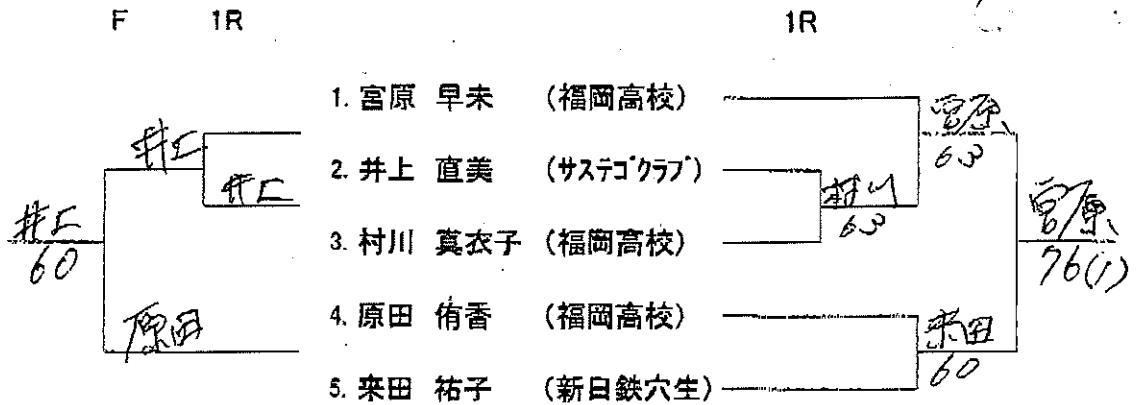 F 1R 1R
1. 宮原 早未 (福岡高校) 宮原
井上 63
2. 井上 直美 (サステゴクラブ) 村川
井上 63 宮原
井上 3. 村川 真衣子 (福岡高校) 76(1)
60
原田 4. 原田 侑香 (福岡高校) 来田
60
5. 来田 祐子 (新日鉄穴生)